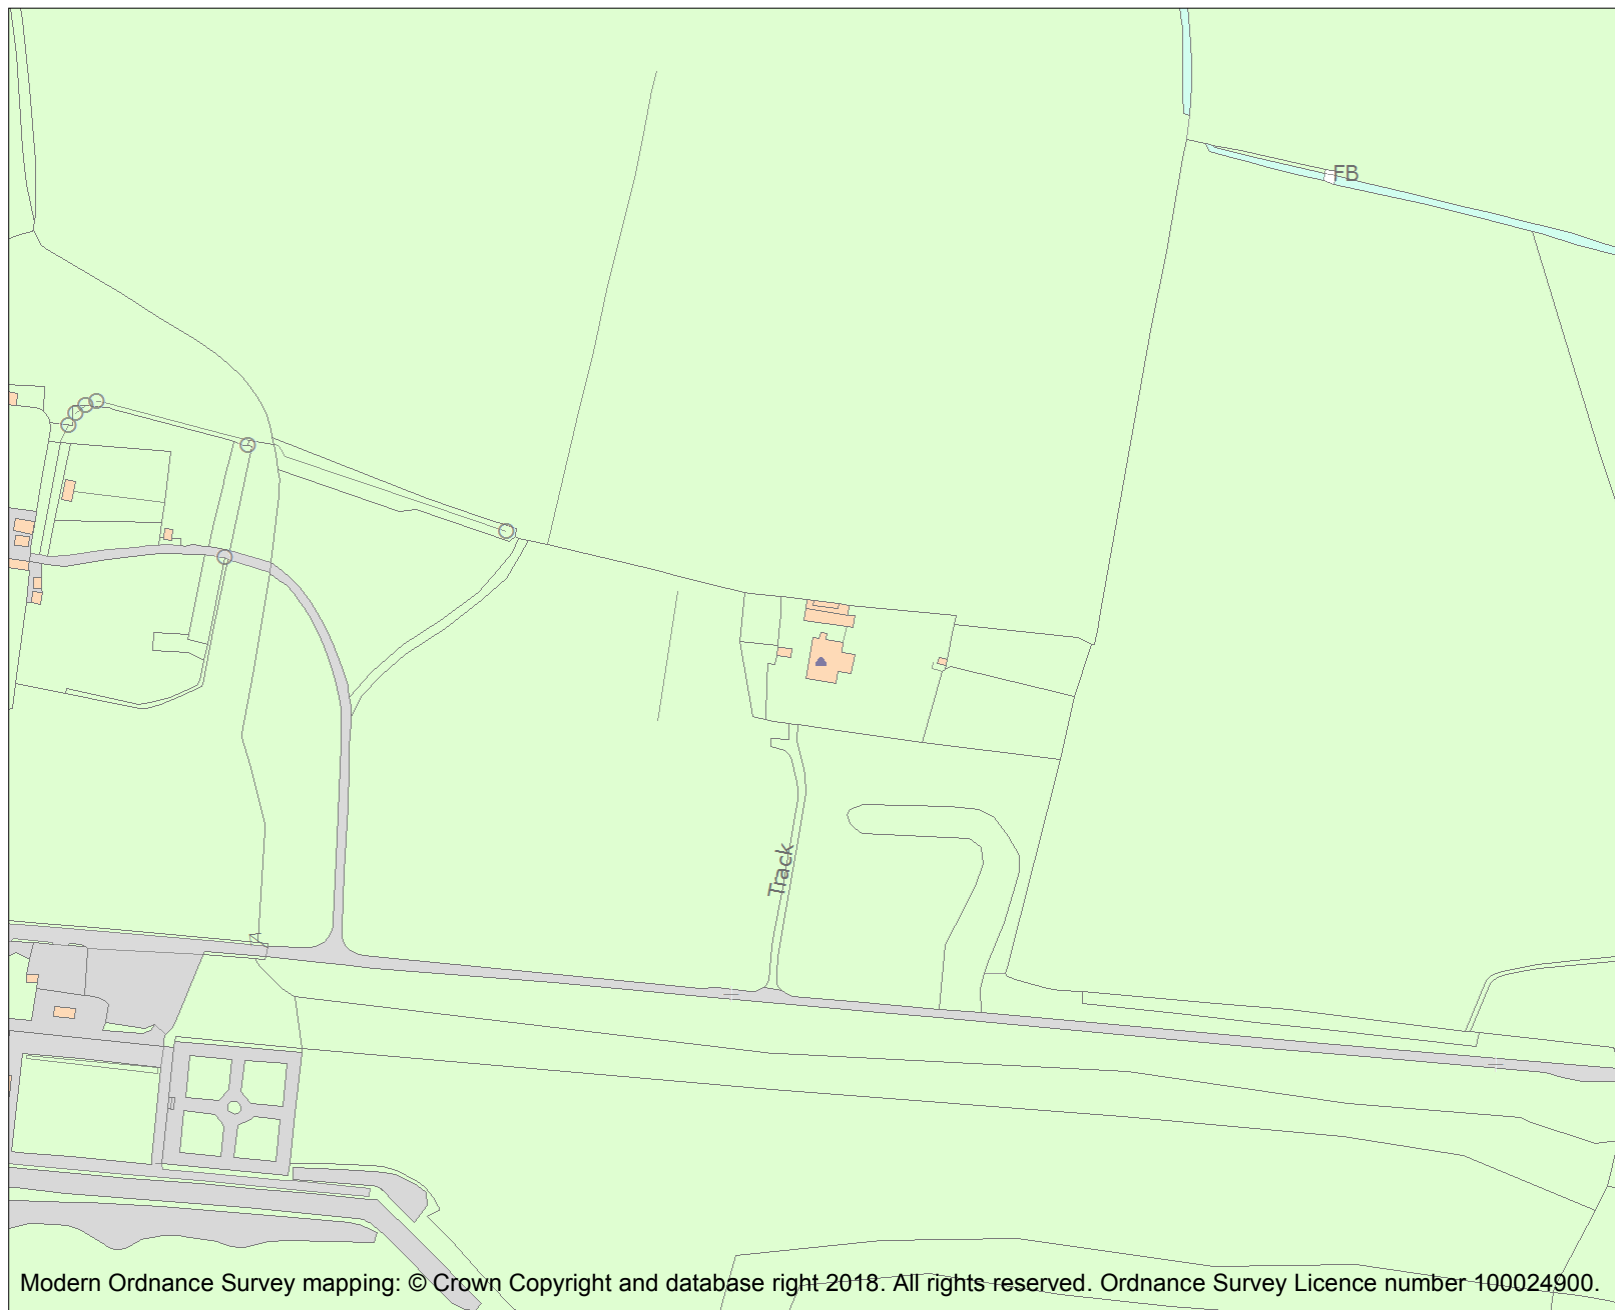 FB
Track
Modern Ordnance Survey mapping: © Crown Copyright and database right 2018. All rights reserved. Ordnance Survey Licence number 100024900.